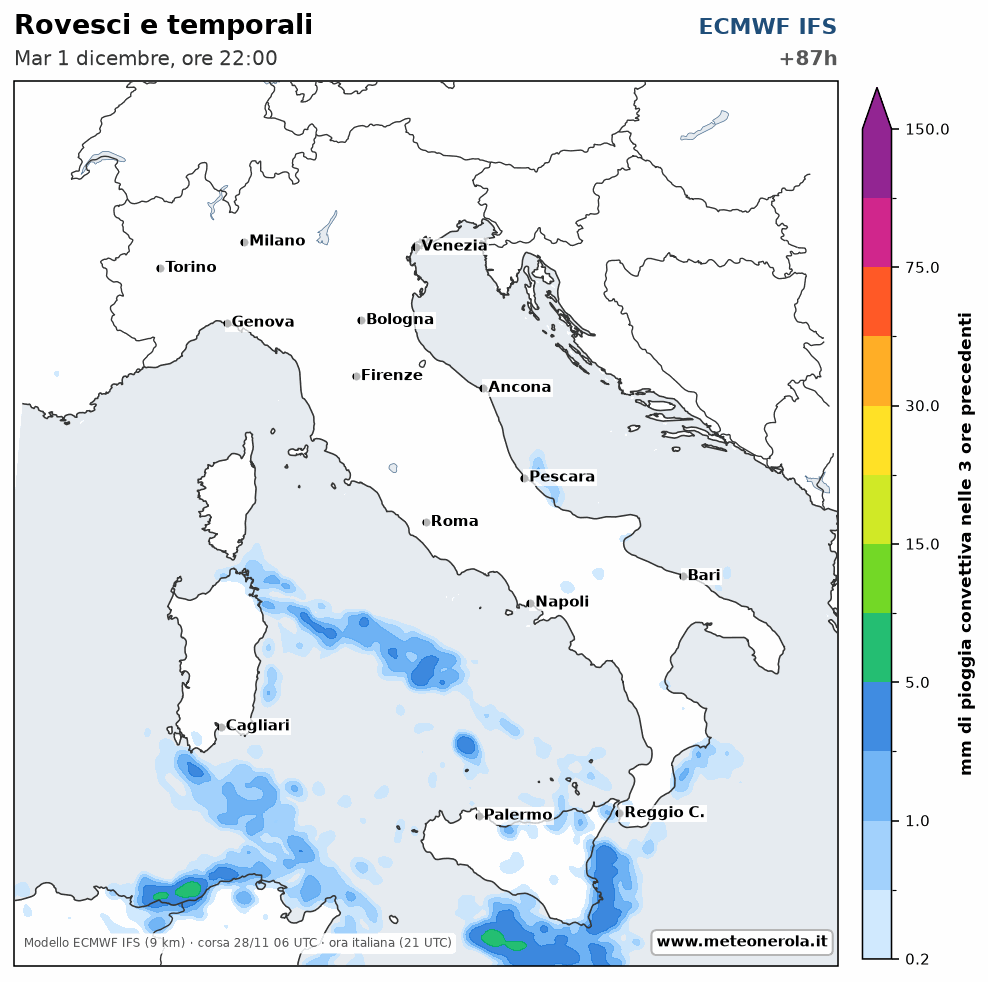 Rovesci e temporali
ECMWF IFS
Mar 1 dicembre, ore 22:00
+87h
150.0
75.0
30.0
15.0
5.0
1.0
0.2
mm di pioggia convettiva nelle 3 ore precedenti
Milano
Venezia
Torino
Genova
Bologna
Firenze
Ancona
Pescara
Roma
Bari
Napoli
Cagliari
Palermo
Reggio C.
Modello ECMWF IFS (9 km) · corsa 28/11 06 UTC · ora italiana (21 UTC)
www.meteonerola.it